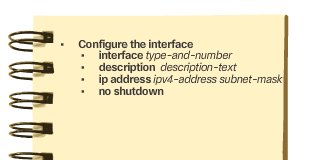 Configure the interface
interface type-and-number
description description-text
ip address ipv4-address subnet-mask
no shutdown